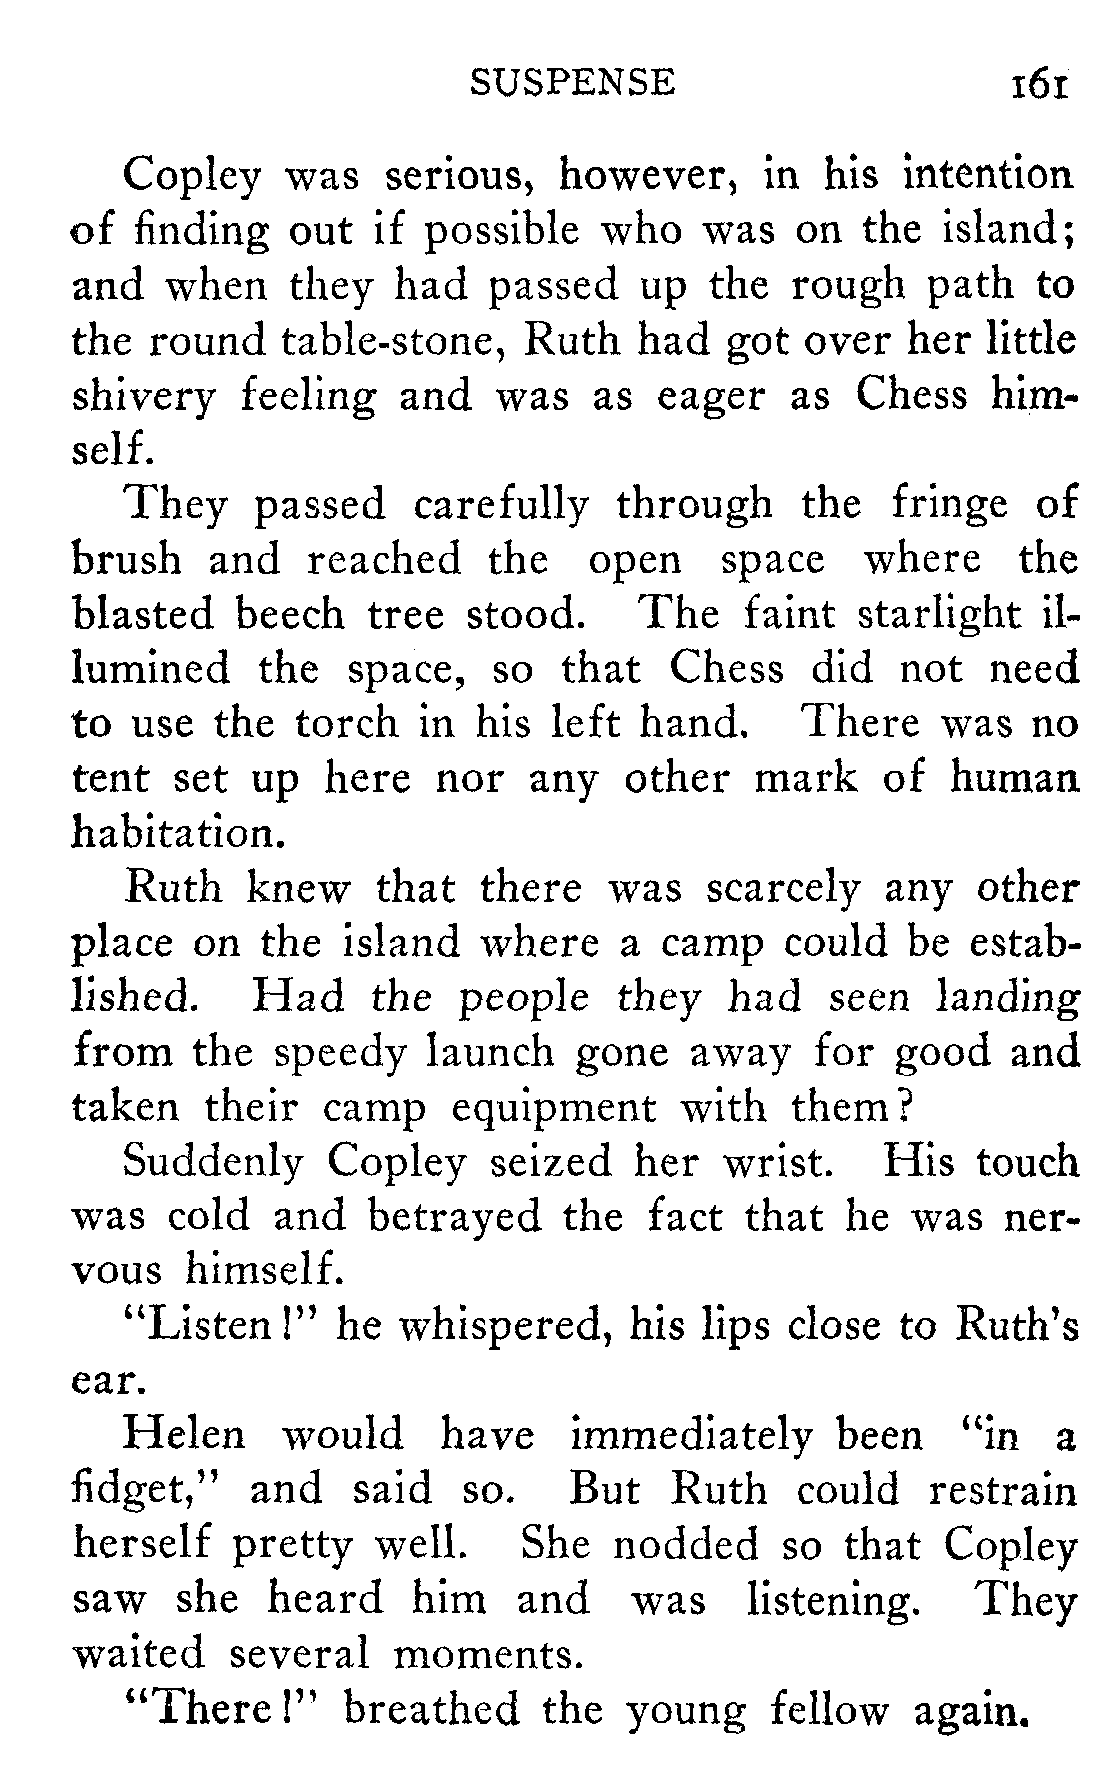 SUSPENSE 161
Copley was serious, however, in his intention
of finding out if possible who was on the island;
and when they had passed up the rough path to
the round table-stone, Ruth had got over her little
shivery feeling and was as eager as Chess him-
self.
They passed carefully through the fringe of
brush and reached the open space where the
blasted beech tree stood. The faint starlight il-
lumined the space, so that Chess did not need
to use the torch in his left hand. There was no
tent set up here nor any other mark of human
habitation.
Ruth knew that there was scarcely any other
place on the island where a camp could be estab-
lished. Had the people they had seen landing
from the speedy launch gone away for good and
taken their camp equipment with them?
Suddenly Copley seized her wrist. His touch
was cold and betrayed the fact that he was ner-
vous himself.
"Listen!" he whispered, his lips close to Ruth's
ear.
Helen would have immediately been "in a
fidget," and said so. But Ruth could restrain
herself pretty well. She nodded so that Copley
saw she heard him and was listening. They
waited several moments.
"There!" breathed the young fellow again.